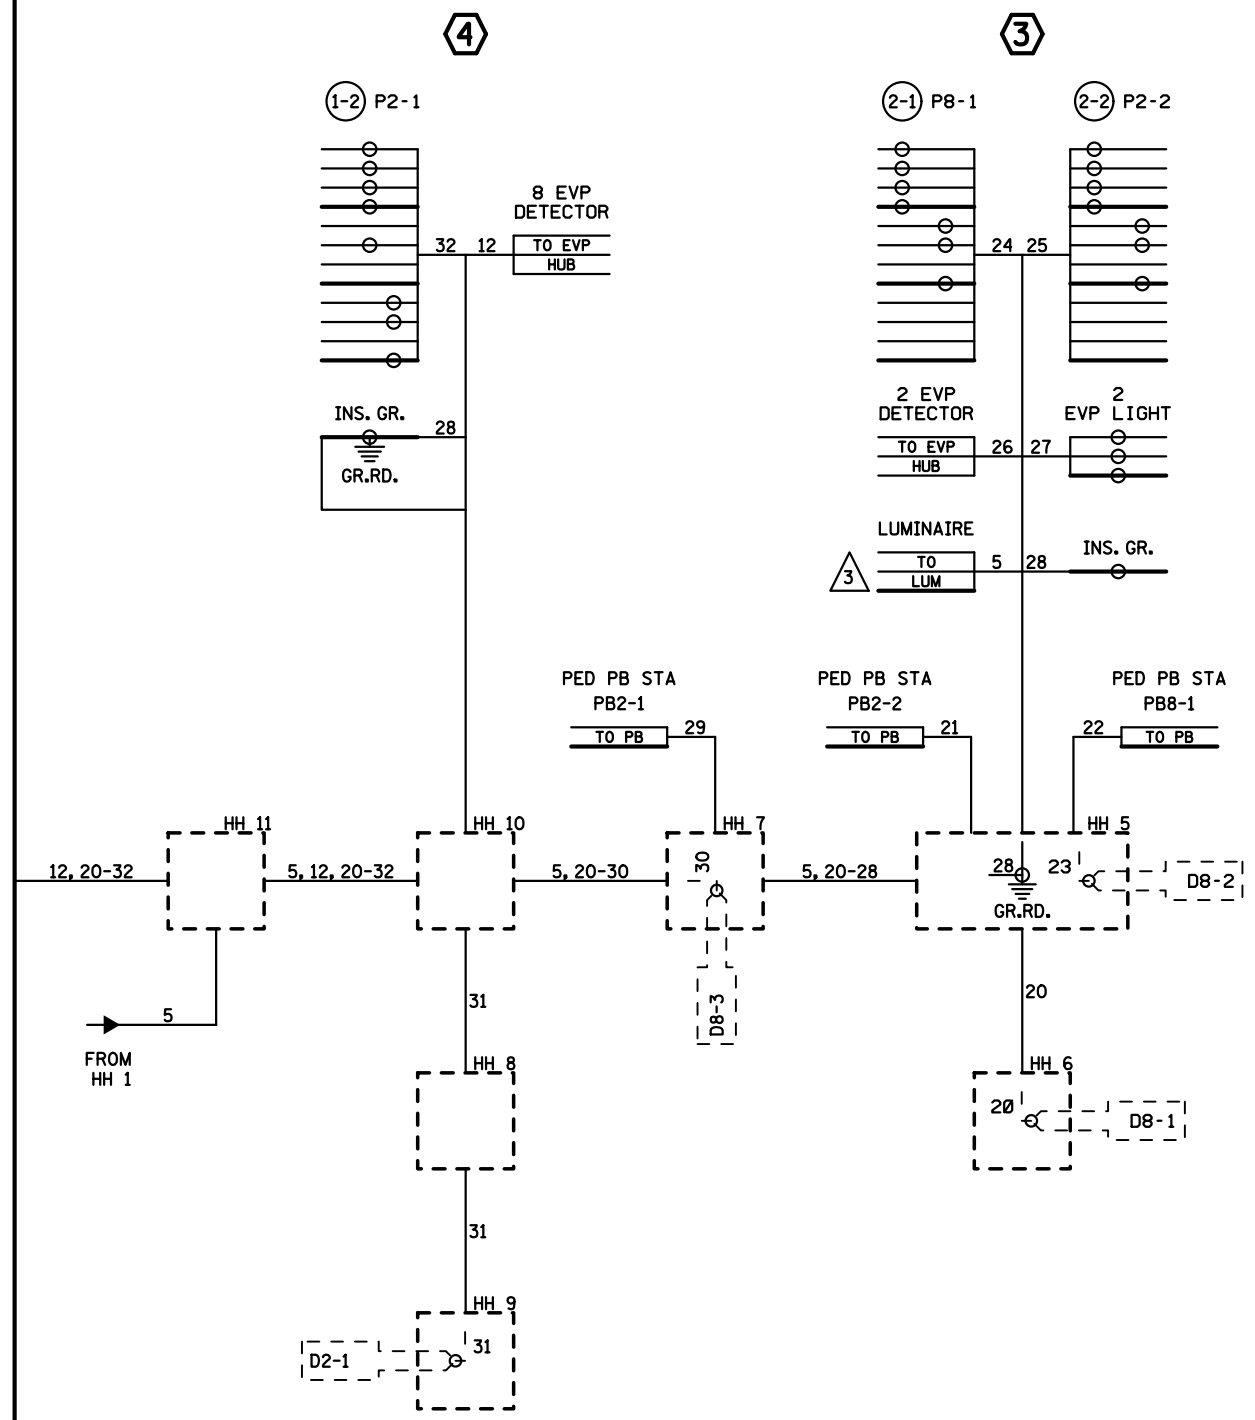 4
3
1-2 P2-1
2-1 P8-1
2-2 P2-2
8 EVP
DETECTOR
32 12
TO EVP
HUB
24 25
INS. GR.
28
GR.RD.
2 EVP
DETECTOR
2
EVP LIGHT
TO EVP
HUB
26 27
LUMINAIRE
3
TO
LUM
5 28
INS. GR.
PED PB STA
PB2-1
TO PB
29
PED PB STA
PB2-2
TO PB
21
PED PB STA
PB8-1
22
TO PB
HH 11
HH 10
HH 7
HH 5
12, 20-32
5, 12, 20-32
5, 20-30
30
5, 20-28
28
GR.RD.
23
D8-2
D8-3
5
FROM
HH 1
31
20
HH 8
HH 6
20
D8-1
31
HH 9
31
D2-1